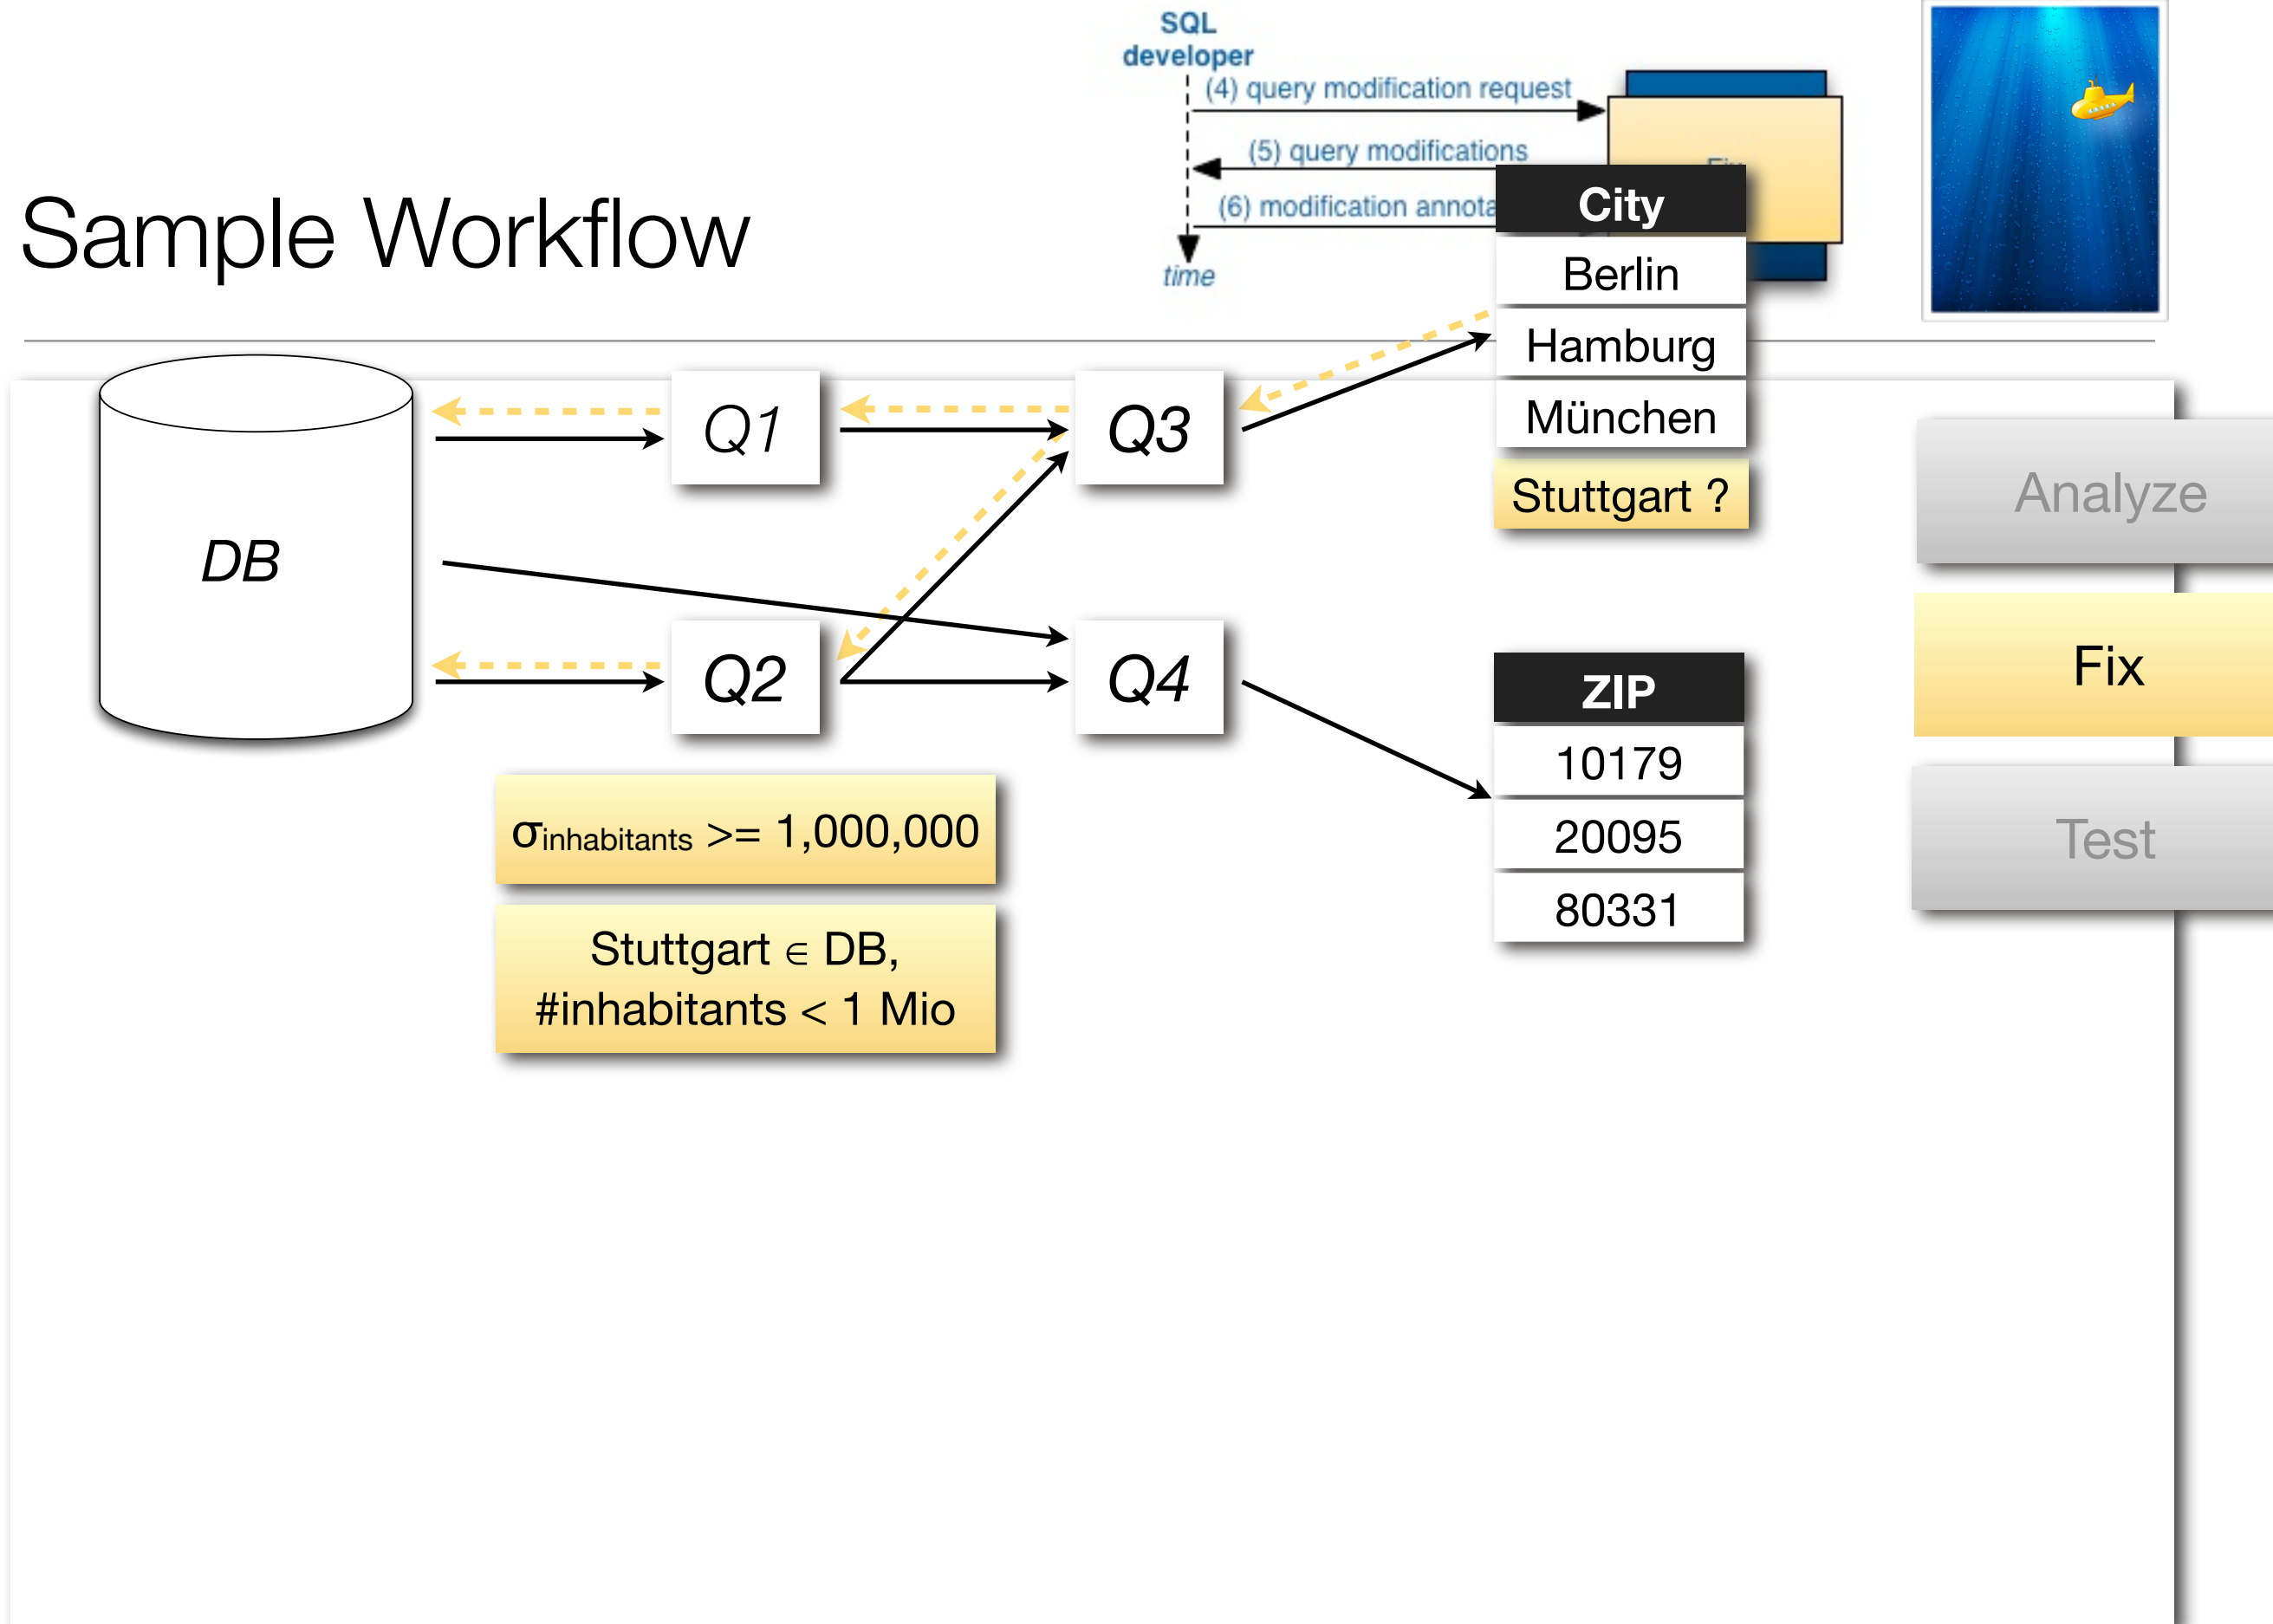 SQL
developer
(4) query modification request
(5) query modifications
(6) modification annota
time
Sample Workflow
City
Berlin
Hamburg
München
Stuttgart ?
DB
Q1
Q3
Q2
Q4
ZIP
10179
20095
80331
σinhabitants >= 1,000,000
Stuttgart ∈ DB,
#inhabitants < 1 Mio
Analyze
Fix
Test